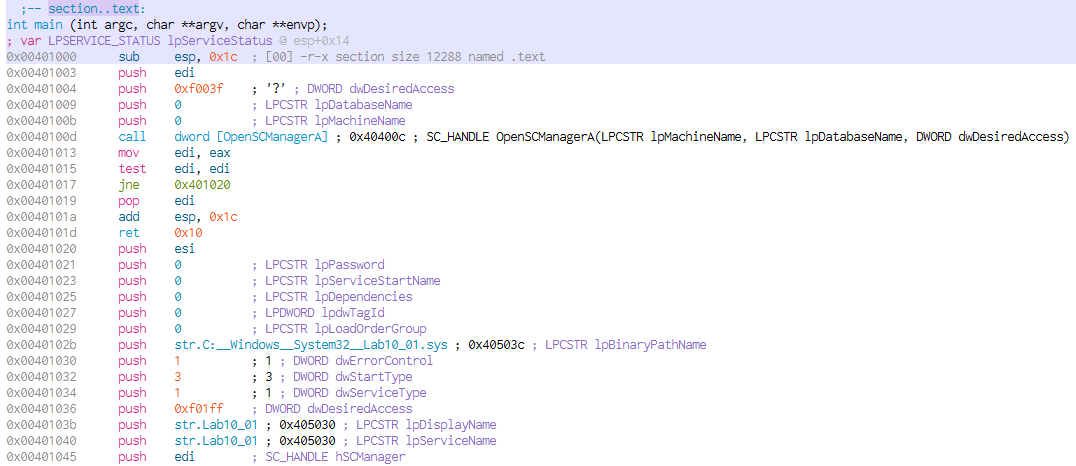 ;-- section..text:
int main (int argc, char **argv, char **envp);
; var LPSERVICE_STATUS lpServiceStatus @ esp+0x14
0x00401000 sub esp, 0x1c ; [00] -r-x section size 12288 named .text
0x00401003 push edi
0x00401004 push 0xf003f ; '?' ; DWORD dwDesiredAccess
0x00401009 push 0 ; LPCSTR lpDatabaseName
0x0040100b push 0 ; LPCSTR lpMachineName
0x0040100d call dword [OpenSCManagerA] ; 0x40400c ; SC_HANDLE OpenSCManagerA(LPCSTR lpMachineName, LPCSTR lpDatabaseName, DWORD dwDesiredAccess)
0x00401013 mov edi, eax
0x00401015 test edi, edi
0x00401017 jne 0x401020
0x00401019 pop edi
0x0040101a add esp, 0x1c
0x0040101d ret 0x10
0x00401020 push esi
0x00401021 push 0 ; LPCSTR lpPassword
0x00401023 push 0 ; LPCSTR lpServiceStartName
0x00401025 push 0 ; LPCSTR lpDependencies
0x00401027 push 0 ; LPDWORD lpdwTagId
0x00401029 push 0 ; LPCSTR lpLoadOrderGroup
0x0040102b push str.C:__Windows__System32__Lab10_01.sys ; 0x40503c ; LPCSTR lpBinaryPathName
0x00401030 push 1 ; 1 ; DWORD dwErrorControl
0x00401032 push 3 ; 3 ; DWORD dwStartType
0x00401034 push 1 ; 1 ; DWORD dwServiceType
0x00401036 push 0xf01ff ; DWORD dwDesiredAccess
0x0040103b push str.Lab10_01 ; 0x405030 ; LPCSTR lpDisplayName
0x00401040 push str.Lab10_01 ; 0x405030 ; LPCSTR lpServiceName
0x00401045 push edi ; SC_HANDLE hSCManager